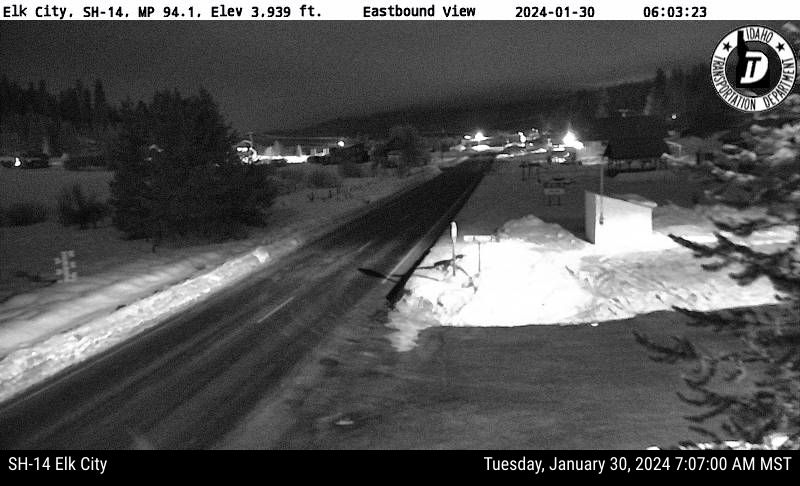 Elk City, SH-14, MP 94.1, Elev 3,939 ft. Eastbound View 2024-01-30 06:03:23
IDAHO
TRANSPORTATION DEPARTMENT
SH-14 Elk City Tuesday, January 30, 2024 7:07:00 AM MST